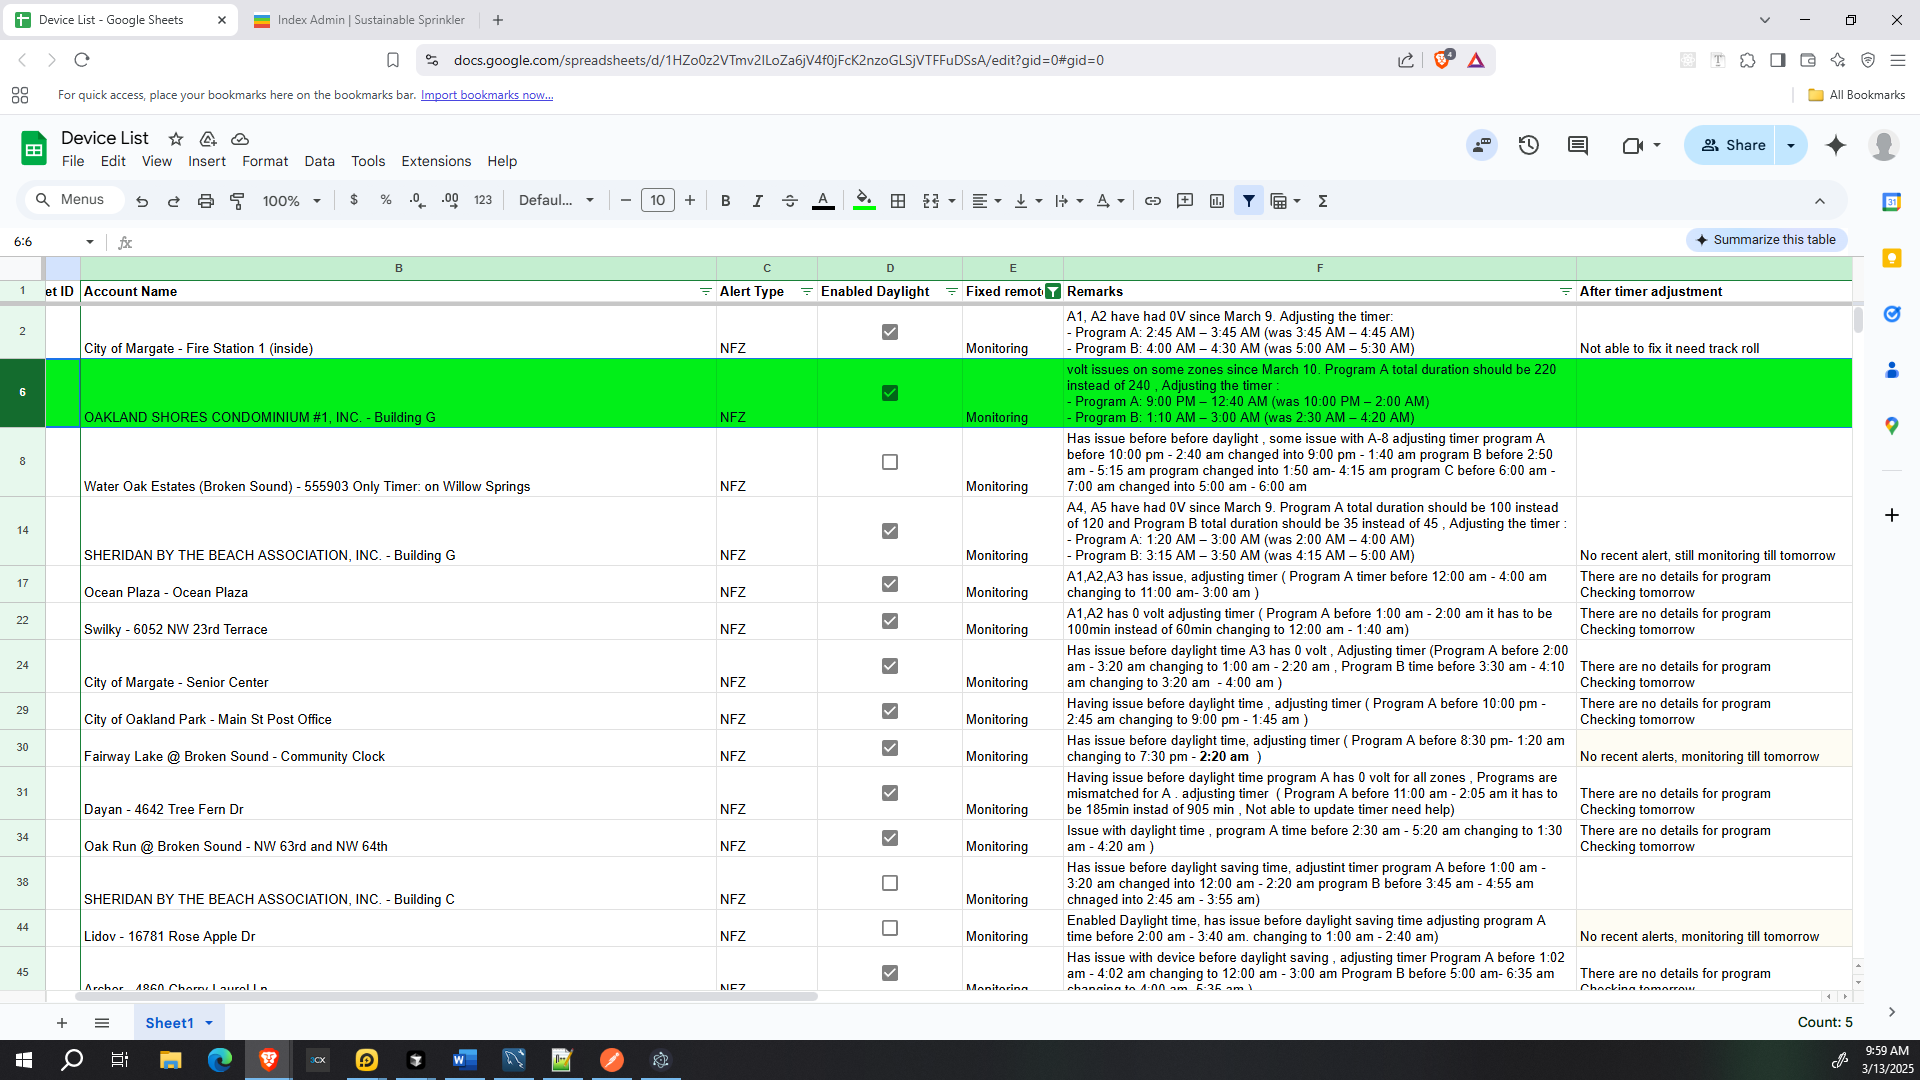 Device List - Google Sheets
Index Admin | Sustainable Sprinkler
docs.google.com/spreadsheets/d/1HZo0z2VTmv2ILoZa6jV4f0jFcK2nzoGLSjVTFFuDSsA/edit?gid=0#gid=0
4
For quick access, place your bookmarks here on the bookmarks bar. Import bookmarks now...
All Bookmarks
Device List
File Edit View Insert Format Data Tools Extensions Help
Share
Menus
100%
$ % .0 .00 123
Defaul...
10
B I A
31
6:6
fx
Summarize this table
B C D E F
1 et ID Account Name Alert Type Enabled Daylight Fixed remot Remarks After timer adjustment
2 City of Margate - Fire Station 1 (inside) NFZ Monitoring
A1, A2 have had 0V since March 9. Adjusting the timer:
- Program A: 2:45 AM – 3:45 AM (was 3:45 AM – 4:45 AM)
- Program B: 4:00 AM – 4:30 AM (was 5:00 AM – 5:30 AM)
Not able to fix it need track roll
6 OAKLAND SHORES CONDOMINIUM #1, INC. - Building G NFZ Monitoring
volt issues on some zones since March 10. Program A total duration should be 220
instead of 240 , Adjusting the timer :
- Program A: 9:00 PM – 12:40 AM (was 10:00 PM – 2:00 AM)
- Program B: 1:10 AM – 3:00 AM (was 2:30 AM – 4:20 AM)
8 Water Oak Estates (Broken Sound) - 555903 Only Timer: on Willow Springs NFZ Monitoring
Has issue before before daylight , some issue with A-8 adjusting timer program A
before 10:00 pm - 2:40 am changed into 9:00 pm - 1:40 am program B before 2:50
am - 5:15 am program changed into 1:50 am- 4:15 am program C before 6:00 am -
7:00 am changed into 5:00 am - 6:00 am
14 SHERIDAN BY THE BEACH ASSOCIATION, INC. - Building G NFZ Monitoring
A4, A5 have had 0V since March 9. Program A total duration should be 100 instead
of 120 and Program B total duration should be 35 instead of 45 , Adjusting the timer :
- Program A: 1:20 AM – 3:00 AM (was 2:00 AM – 4:00 AM)
- Program B: 3:15 AM – 3:50 AM (was 4:15 AM – 5:00 AM)
No recent alert, still monitoring till tomorrow
17 Ocean Plaza - Ocean Plaza NFZ Monitoring
A1,A2,A3 has issue, adjusting timer ( Program A timer before 12:00 am - 4:00 am
changing to 11:00 am- 3:00 am )
There are no details for program
Checking tomorrow
22 Swilky - 6052 NW 23rd Terrace NFZ Monitoring
A1,A2 has 0 volt adjusting timer ( Program A before 1:00 am - 2:00 am it has to be
100min instead of 60min changing to 12:00 am - 1:40 am)
There are no details for program
Checking tomorrow
24 City of Margate - Senior Center NFZ Monitoring
Has issue before daylight time A3 has 0 volt , Adjusting timer (Program A before 2:00
am - 3:20 am changing to 1:00 am - 2:20 am , Program B time before 3:30 am - 4:10
am changing to 3:20 am - 4:00 am )
There are no details for program
Checking tomorrow
29 City of Oakland Park - Main St Post Office NFZ Monitoring
Having issue before daylight time , adjusting timer ( Program A before 10:00 pm -
2:45 am changing to 9:00 pm - 1:45 am )
There are no details for program
Checking tomorrow
30 Fairway Lake @ Broken Sound - Community Clock NFZ Monitoring
Has issue before daylight time, adjusting timer ( Program A before 8:30 pm- 1:20 am
changing to 7:30 pm - 2:20 am )
No recent alerts, monitoring till tomorrow
31 Dayan - 4642 Tree Fern Dr NFZ Monitoring
Having issue before daylight time program A has 0 volt for all zones , Programs are
mismatched for A . adjusting timer ( Program A before 11:00 am - 2:05 am it has to
be 185min instad of 905 min , Not able to update timer need help)
There are no details for program
Checking tomorrow
34 Oak Run @ Broken Sound - NW 63rd and NW 64th NFZ Monitoring
Issue with daylight time , program A time before 2:30 am - 5:20 am changing to 1:30
am - 4:20 am )
There are no details for program
Checking tomorrow
38 SHERIDAN BY THE BEACH ASSOCIATION, INC. - Building C NFZ Monitoring
Has issue before daylight saving time, adjustint timer program A before 1:00 am -
3:20 am changed into 12:00 am - 2:20 am program B before 3:45 am - 4:55 am
chnaged into 2:45 am - 3:55 am)
44 Lidov - 16781 Rose Apple Dr NFZ Monitoring
Enabled Daylight time, has issue before daylight saving time adjusting program A
time before 2:00 am - 3:40 am. changing to 1:00 am - 2:40 am)
No recent alerts, monitoring till tomorrow
45 Archer - 4860 Cherry Laurel Ln NFZ Monitoring
Has issue with device before daylight saving , adjusting timer Program A before 1:02
am - 4:02 am changing to 12:00 am - 3:00 am Program B before 5:00 am- 6:35 am
changing to 4:00 am- 5:35 am )
There are no details for program
Checking tomorrow
Sheet1
Count: 5
3CX
9:59 AM
3/13/2025